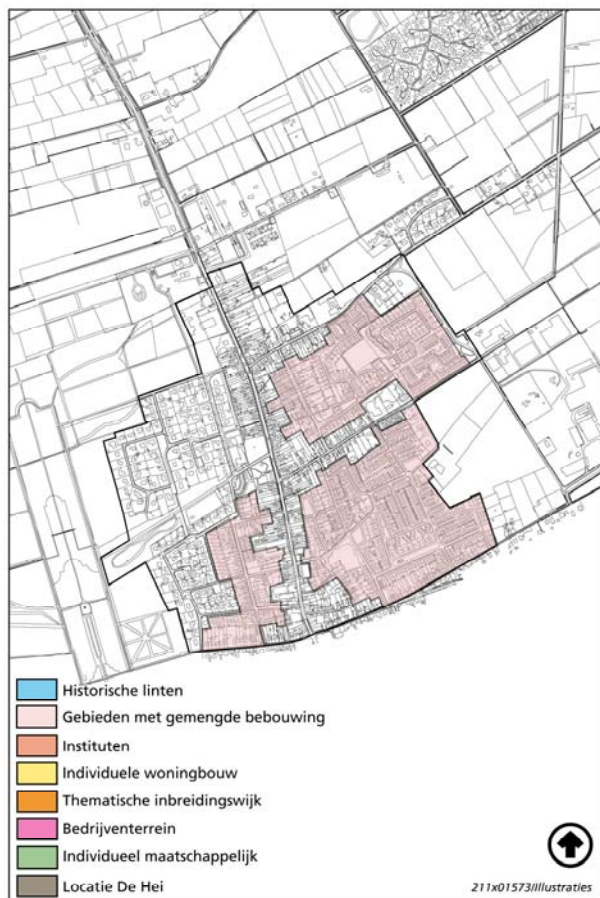 Historische linten
Gebieden met gemengde bebouwing
Instituten
Individuele woningbouw
Thematische inbreidingswijk
Bedrijventerrein
Individueel maatschappelijk
Locatie De Hei
211x01573/Illustraties